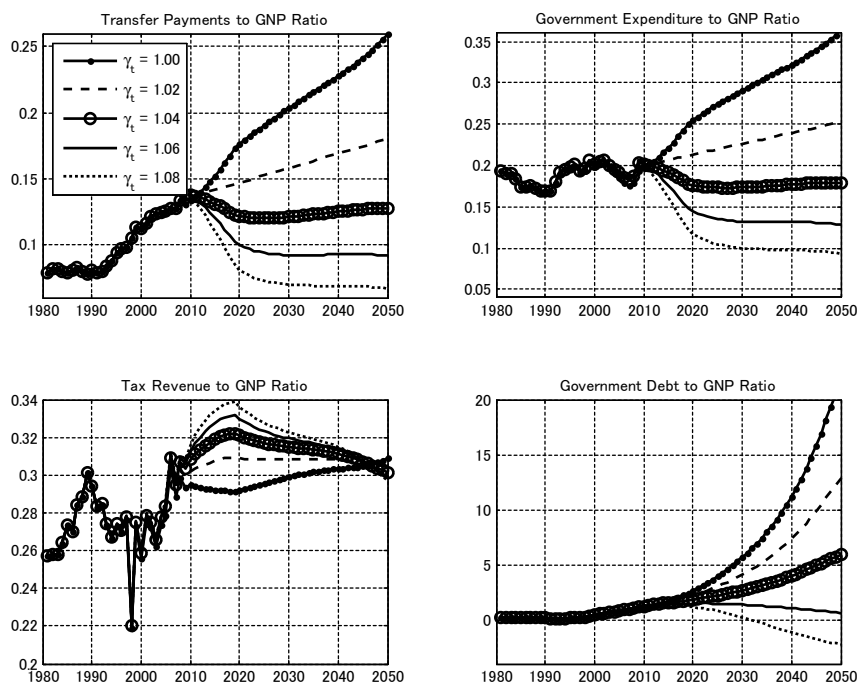 Transfer Payments to GNP Ratio
0.25
0.2
0.15
0.1
γt = 1.00
γt = 1.02
γt = 1.04
γt = 1.06
γt = 1.08
1980 1990 2000 2010 2020 2030 2040 2050
Government Expenditure to GNP Ratio
0.35
0.3
0.25
0.2
0.15
0.1
0.05
1980 1990 2000 2010 2020 2030 2040 2050
Tax Revenue to GNP Ratio
0.34
0.32
0.3
0.28
0.26
0.24
0.22
0.2
1980 1990 2000 2010 2020 2030 2040 2050
Government Debt to GNP Ratio
20
15
10
5
0
1980 1990 2000 2010 2020 2030 2040 2050